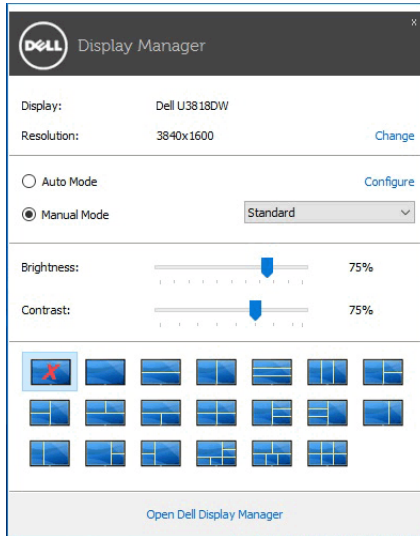 x
DELL Display Manager
Display: Dell U3818DW
Resolution: 3840x1600 Change
Auto Mode Configure
Manual Mode Standard
Brightness: 75%
Contrast: 75%
X
Open Dell Display Manager